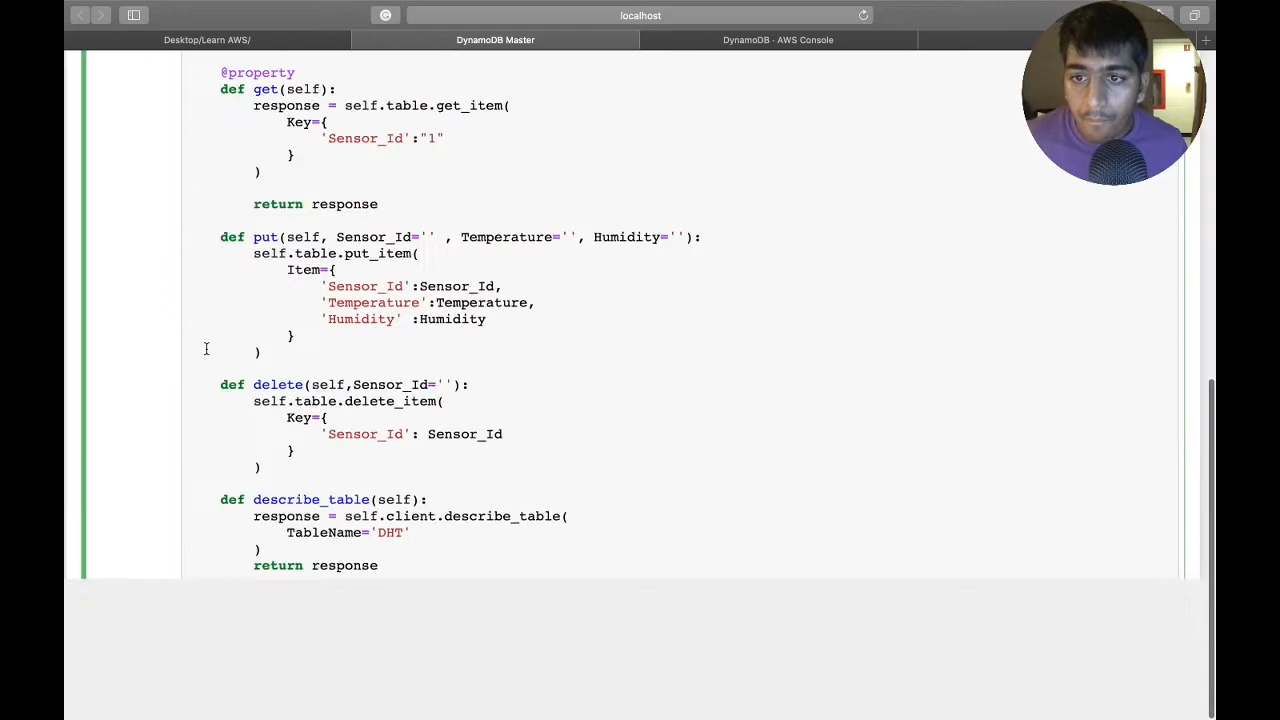 localhost
Desktop/Learn AWS/
DynamoDB Master
DynamoDB - AWS Console
@property
def get(self):
response = self.table.get_item(
Key={
'Sensor_Id':"1"
}
)
return response
def put(self, Sensor_Id='' , Temperature='', Humidity=''):
self.table.put_item(
Item={
'Sensor_Id':Sensor_Id,
'Temperature':Temperature,
'Humidity' :Humidity
}
)
def delete(self,Sensor_Id=''):
self.table.delete_item(
Key={
'Sensor_Id': Sensor_Id
}
)
def describe_table(self):
response = self.client.describe_table(
TableName='DHT'
)
return response